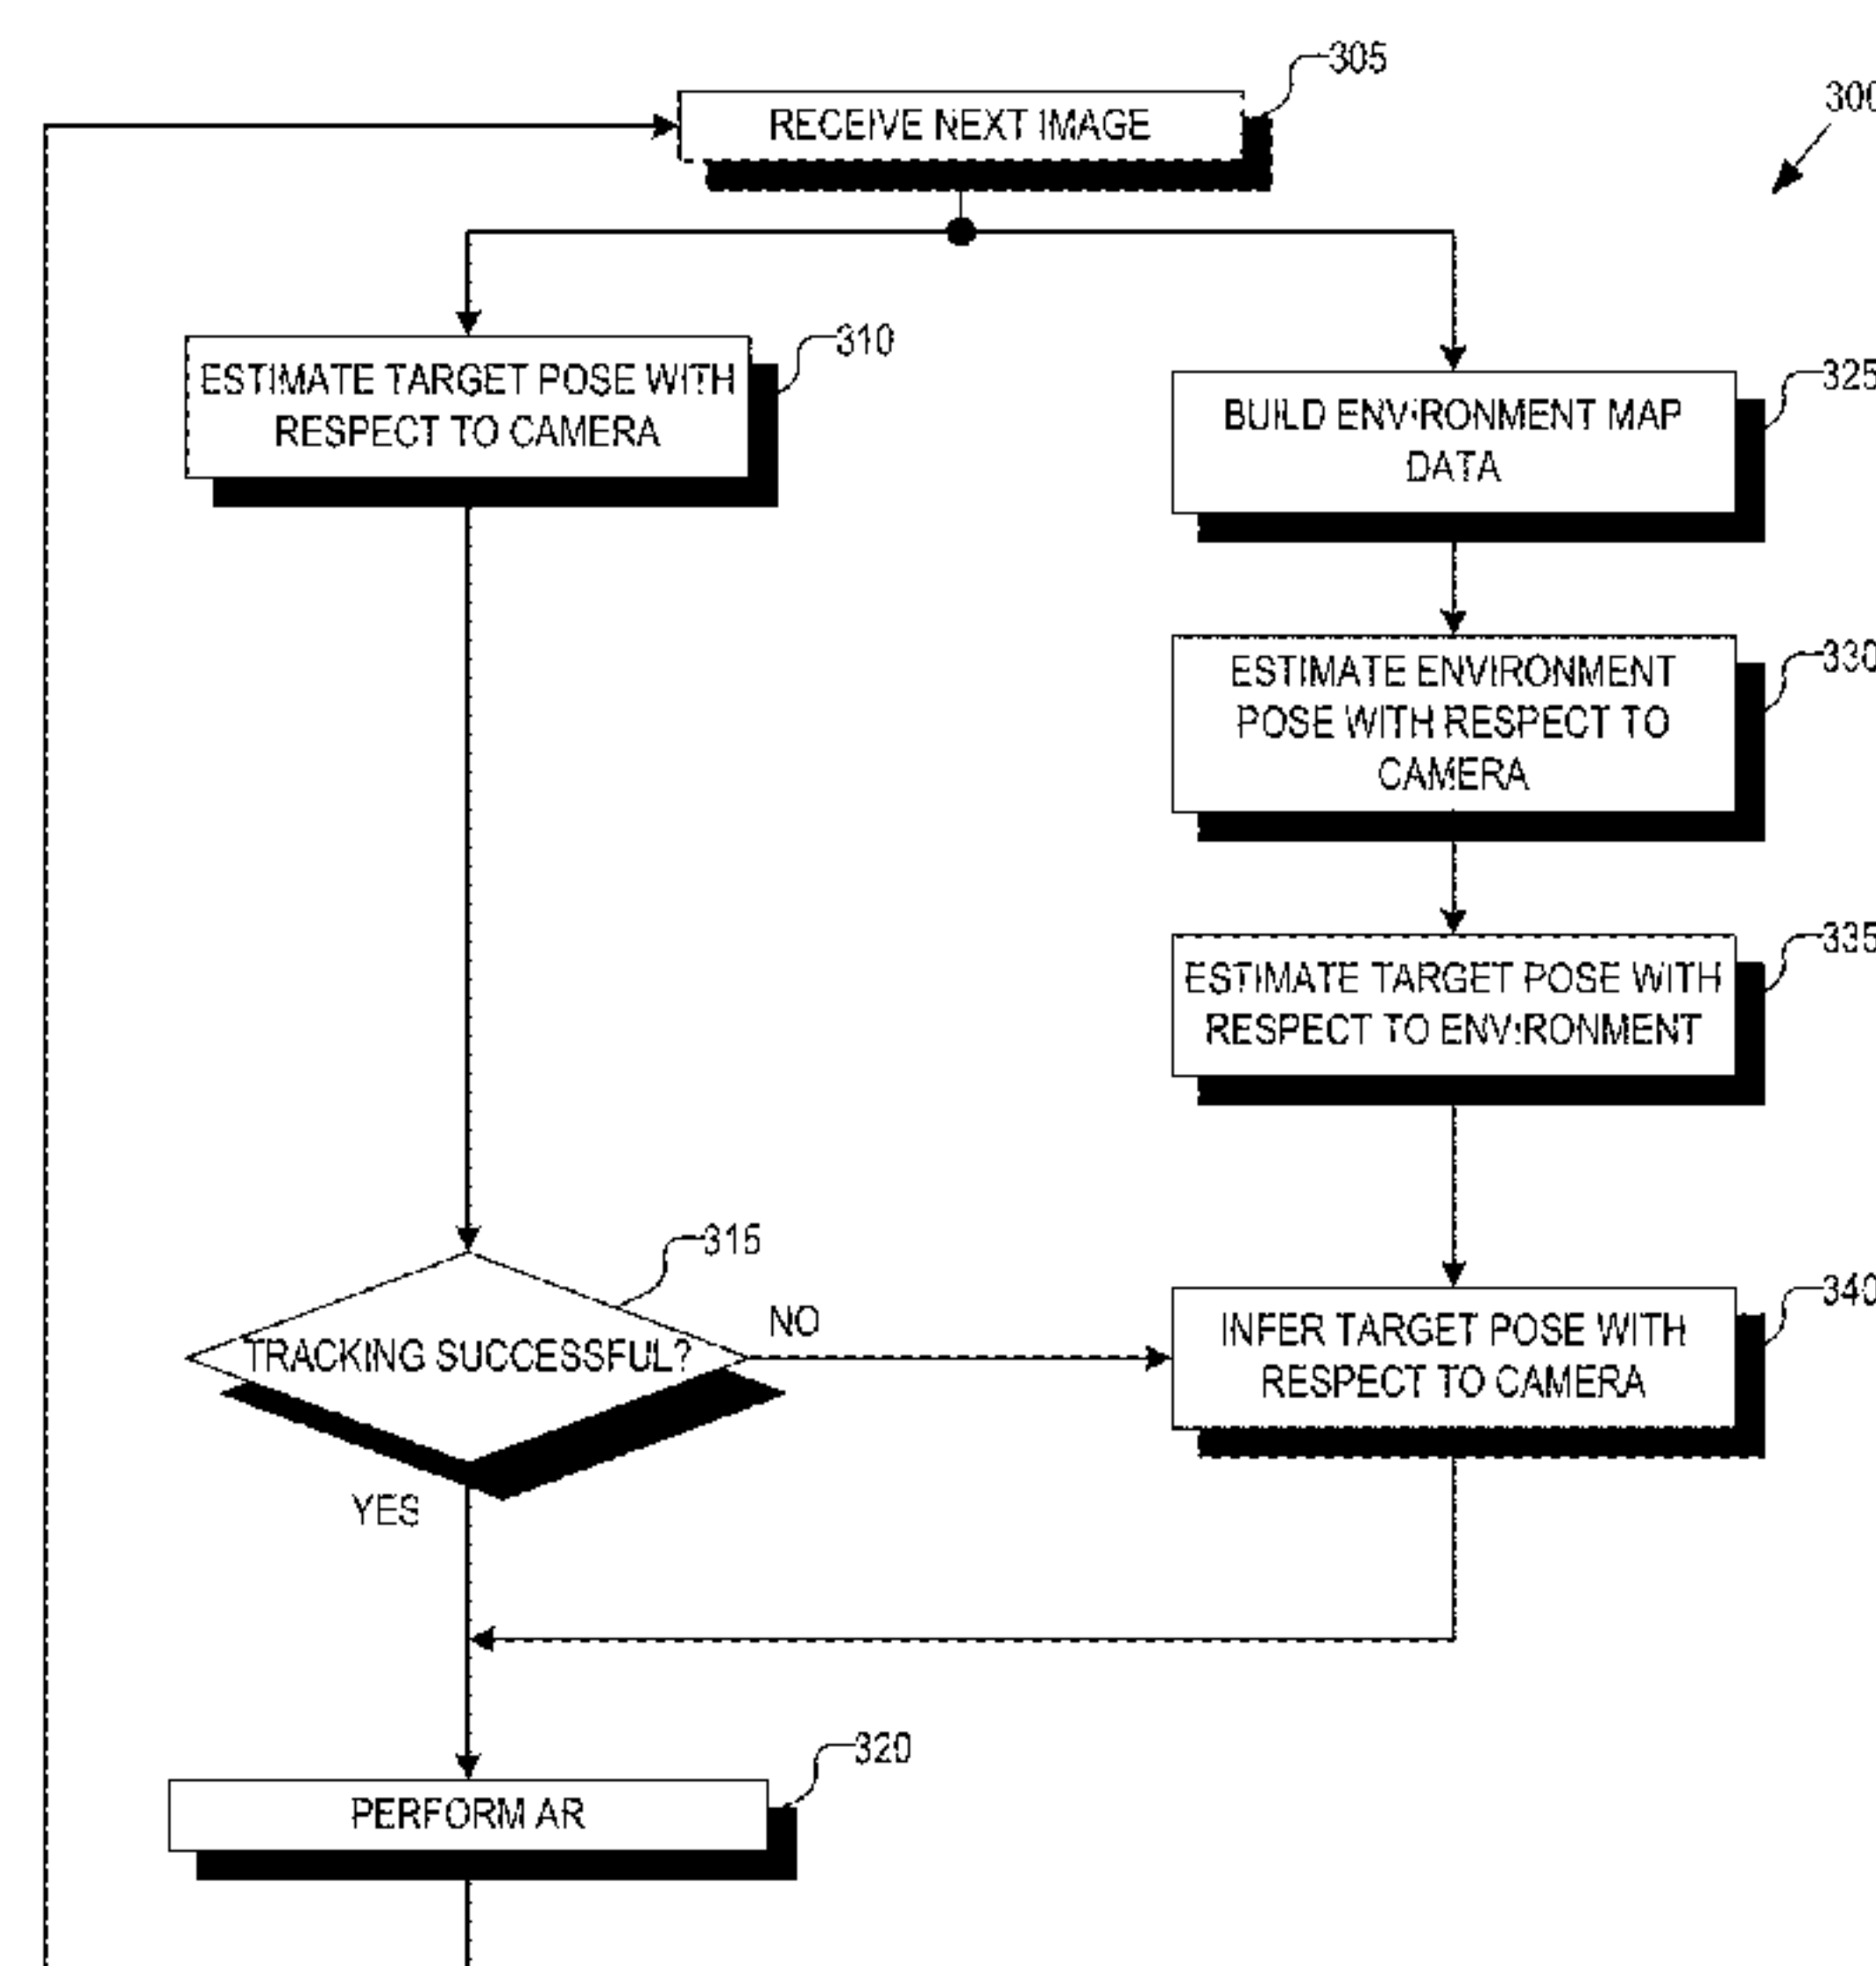 305
300
RECEIVE NEXT IMAGE
310
ESTIMATE TARGET POSE WITH
RESPECT TO CAMERA
325
BUILD ENVIRONMENT MAP
DATA
330
ESTIMATE ENVIRONMENT
POSE WITH RESPECT TO
CAMERA
335
ESTIMATE TARGET POSE WITH
RESPECT TO ENVIRONMENT
315
TRACKING SUCCESSFUL?
NO
340
INFER TARGET POSE WITH
RESPECT TO CAMERA
YES
320
PERFORM AR